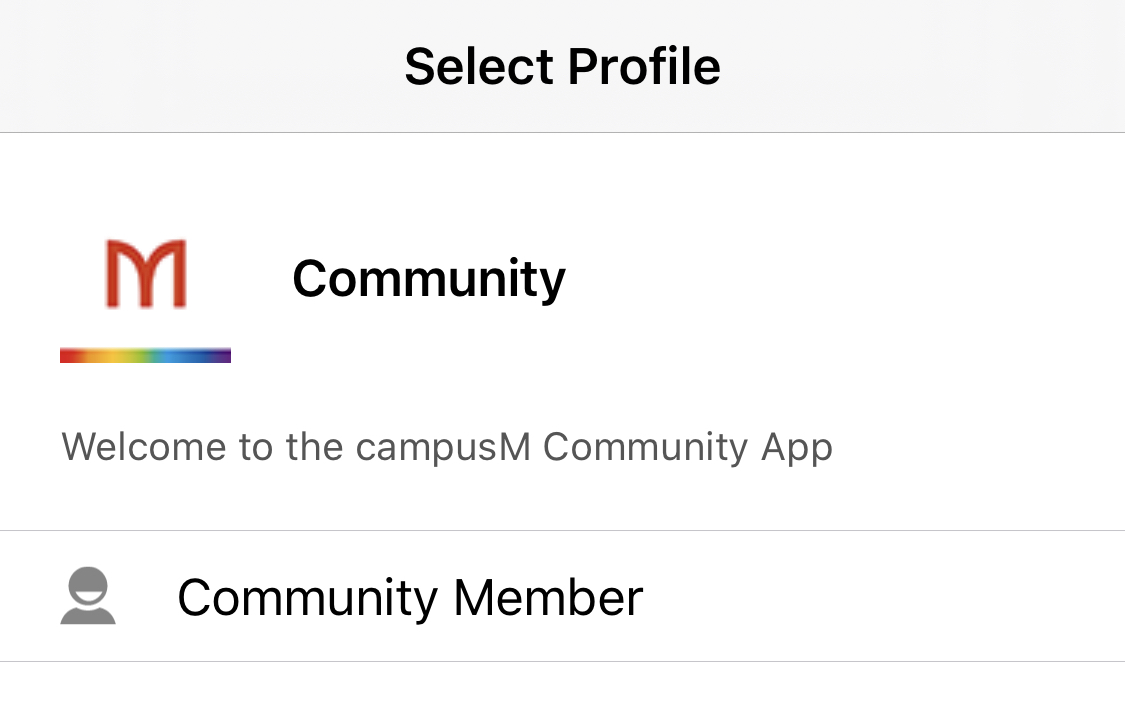 Select Profile
M
Community
Welcome to the campusM Community App
Community Member